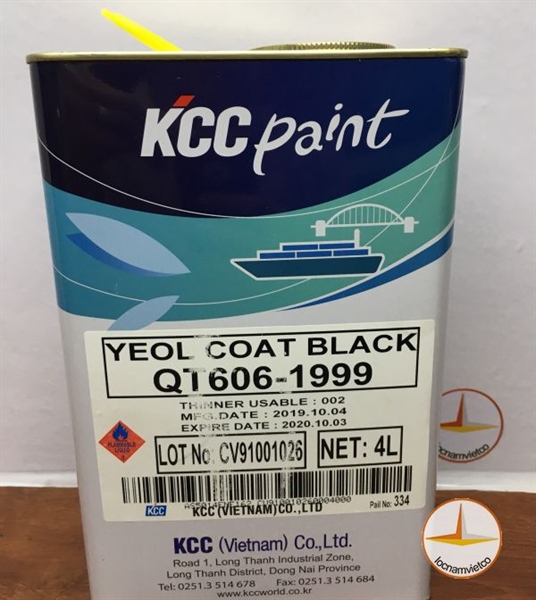 KCC paint
YEOL COAT BLACK
QT606-1999
THINNER USABLE : 002
MFG.DATE : 2019.10.04
EXPIRE DATE : 2020.10.03
FLAMMABLE
LIQUID
LOT No: CV91001026
NET: 4L
KCC
KCC (VIETNAM) CO., LTD
Pail No: 334
KCC (Vietnam) Co., Ltd.
Road 1, Long Thanh Industrial Zone,
Long Thanh District, Dong Nai Province
Tel: 0251.3 514 678 Fax: 0251.3 514 684
www.kccworld.co.kr
locnamvietco
locnamvietco